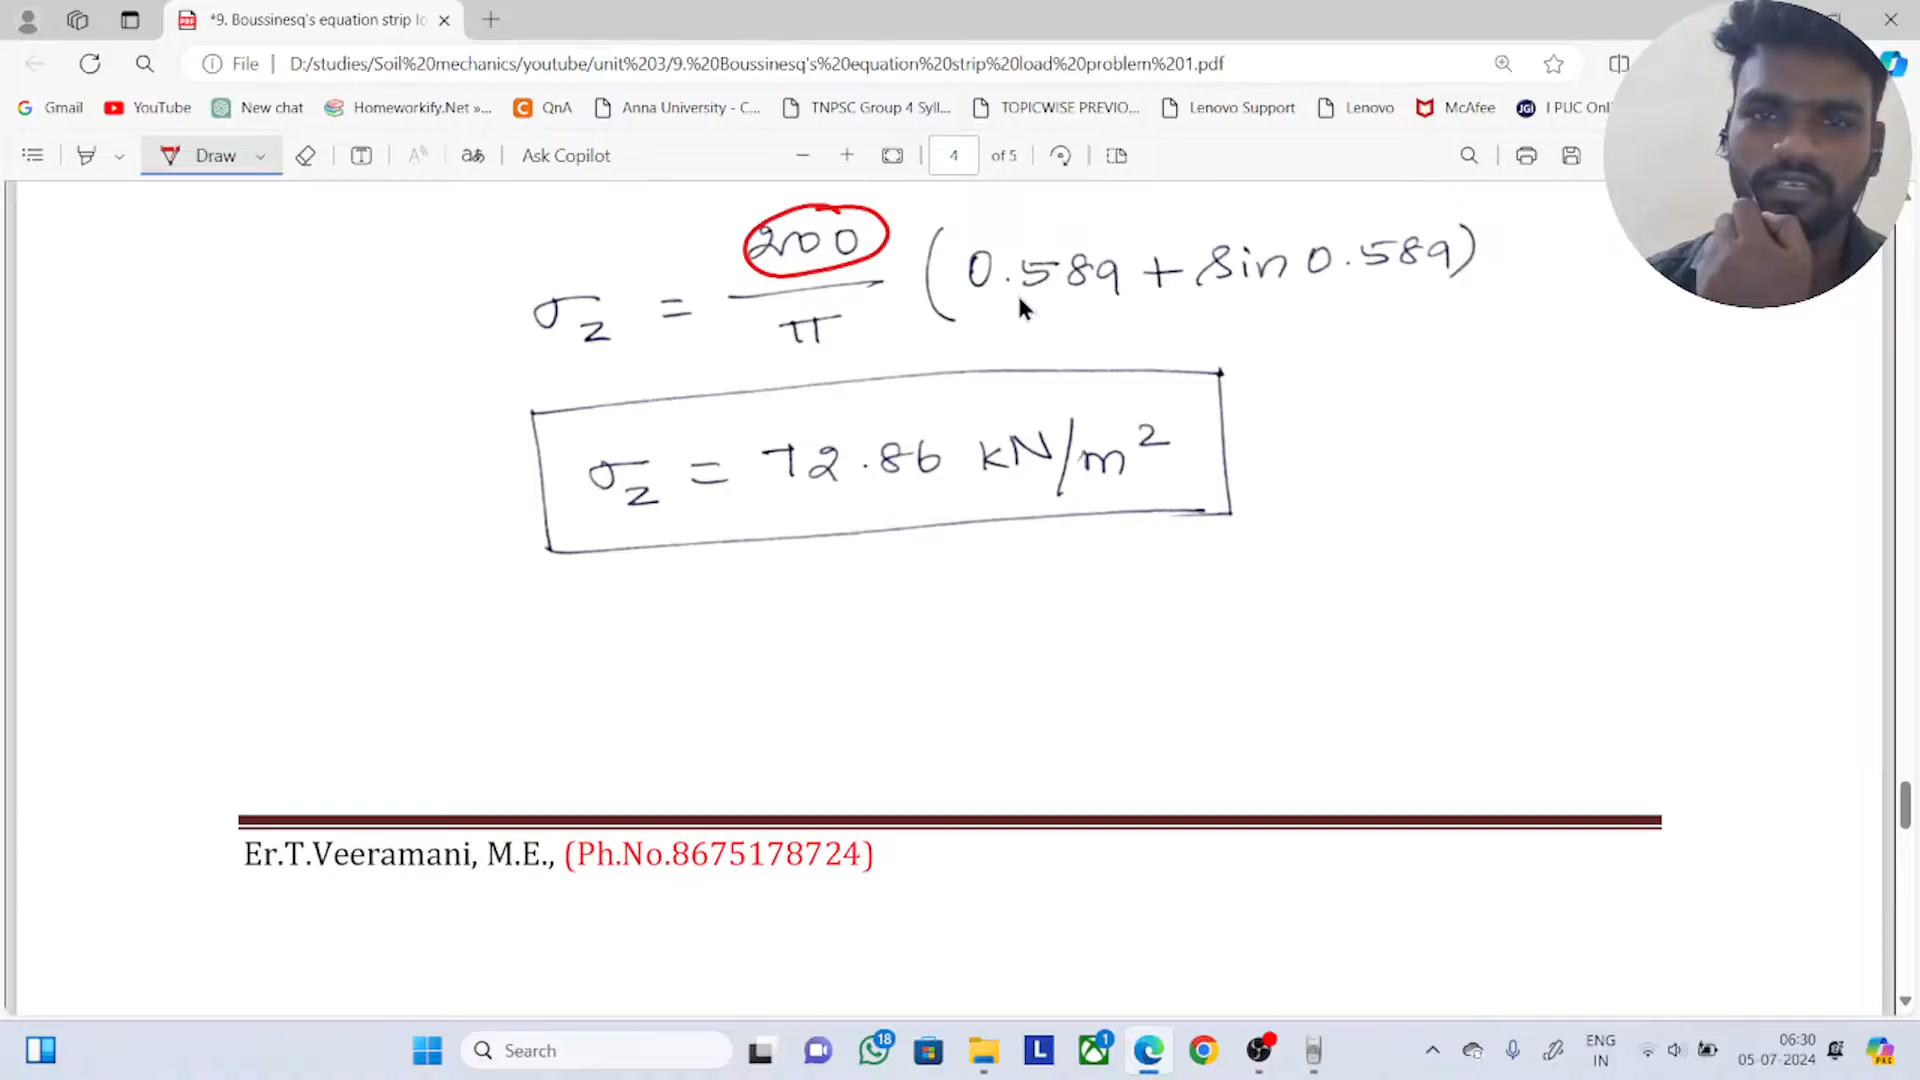 *9. Boussinesq's equation strip lo
File
D:/studies/Soil%20mechanics/youtube/unit%203/9.%20Boussinesq's%20equation%20strip%20load%20problem%201.pdf
Gmail YouTube New chat Homeworkify.Net »... QnA Anna University - C... TNPSC Group 4 Syll... TOPICWISE PREVIO... Lenovo Support Lenovo McAfee I PUC Onl
Draw Ask Copilot 4 of 5
σz = 200/π (0.589 + Sin 0.589)
σz = 72.86 kN/m²
Er.T.Veeramani, M.E., (Ph.No.8675178724)
Search 18 L 1 ENG 06:30
IN 05-07-2024